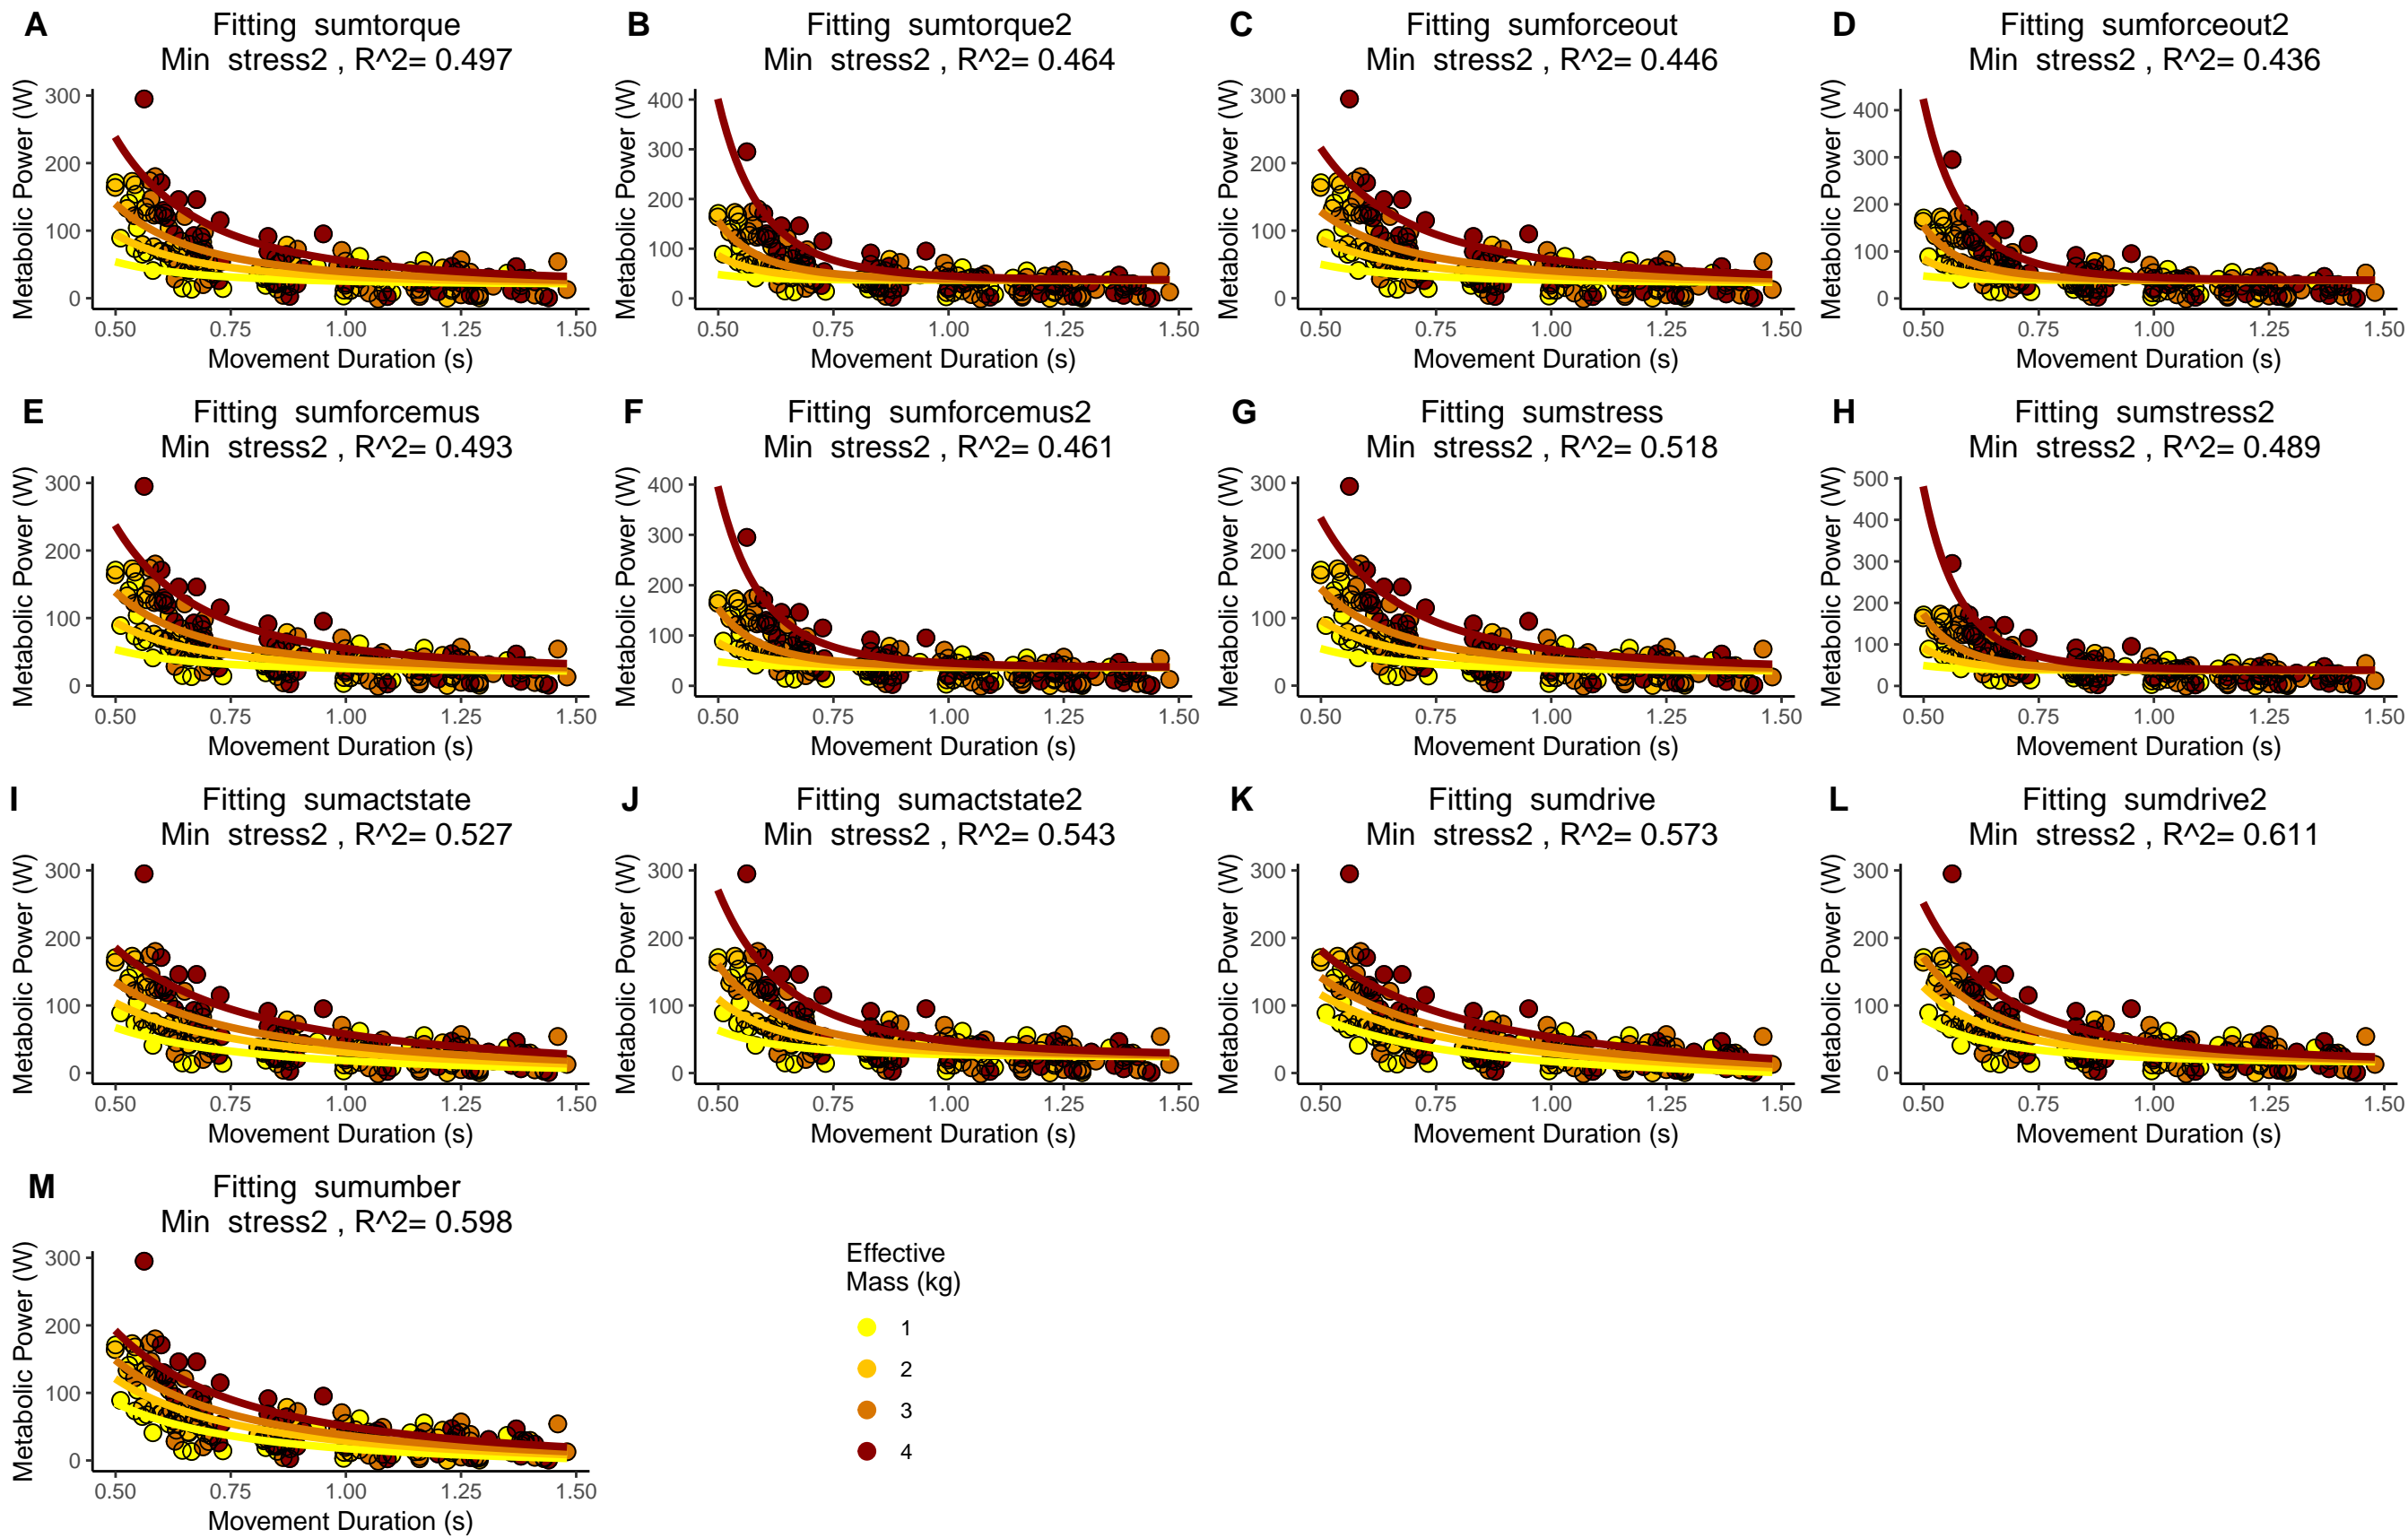 A
Fitting sumtorque
Min stress2 , R^2= 0.497
Metabolic Power (W)
300
200
100
0
0.50 0.75 1.00 1.25 1.50
Movement Duration (s)
B
Fitting sumtorque2
Min stress2 , R^2= 0.464
Metabolic Power (W)
400
300
200
100
0
0.50 0.75 1.00 1.25 1.50
Movement Duration (s)
C
Fitting sumforceout
Min stress2 , R^2= 0.446
Metabolic Power (W)
300
200
100
0
0.50 0.75 1.00 1.25 1.50
Movement Duration (s)
D
Fitting sumforceout2
Min stress2 , R^2= 0.436
Metabolic Power (W)
400
300
200
100
0
0.50 0.75 1.00 1.25 1.50
Movement Duration (s)
E
Fitting sumforcemus
Min stress2 , R^2= 0.493
Metabolic Power (W)
300
200
100
0
0.50 0.75 1.00 1.25 1.50
Movement Duration (s)
F
Fitting sumforcemus2
Min stress2 , R^2= 0.461
Metabolic Power (W)
400
300
200
100
0
0.50 0.75 1.00 1.25 1.50
Movement Duration (s)
G
Fitting sumstress
Min stress2 , R^2= 0.518
Metabolic Power (W)
300
200
100
0
0.50 0.75 1.00 1.25 1.50
Movement Duration (s)
H
Fitting sumstress2
Min stress2 , R^2= 0.489
Metabolic Power (W)
500
400
300
200
100
0
0.50 0.75 1.00 1.25 1.50
Movement Duration (s)
I
Fitting sumactstate
Min stress2 , R^2= 0.527
Metabolic Power (W)
300
200
100
0
0.50 0.75 1.00 1.25 1.50
Movement Duration (s)
J
Fitting sumactstate2
Min stress2 , R^2= 0.543
Metabolic Power (W)
300
200
100
0
0.50 0.75 1.00 1.25 1.50
Movement Duration (s)
K
Fitting sumdrive
Min stress2 , R^2= 0.573
Metabolic Power (W)
300
200
100
0
0.50 0.75 1.00 1.25 1.50
Movement Duration (s)
L
Fitting sumdrive2
Min stress2 , R^2= 0.611
Metabolic Power (W)
300
200
100
0
0.50 0.75 1.00 1.25 1.50
Movement Duration (s)
M
Fitting sumumber
Min stress2 , R^2= 0.598
Metabolic Power (W)
300
200
100
0
0.50 0.75 1.00 1.25 1.50
Movement Duration (s)
Effective
Mass (kg)
1
2
3
4